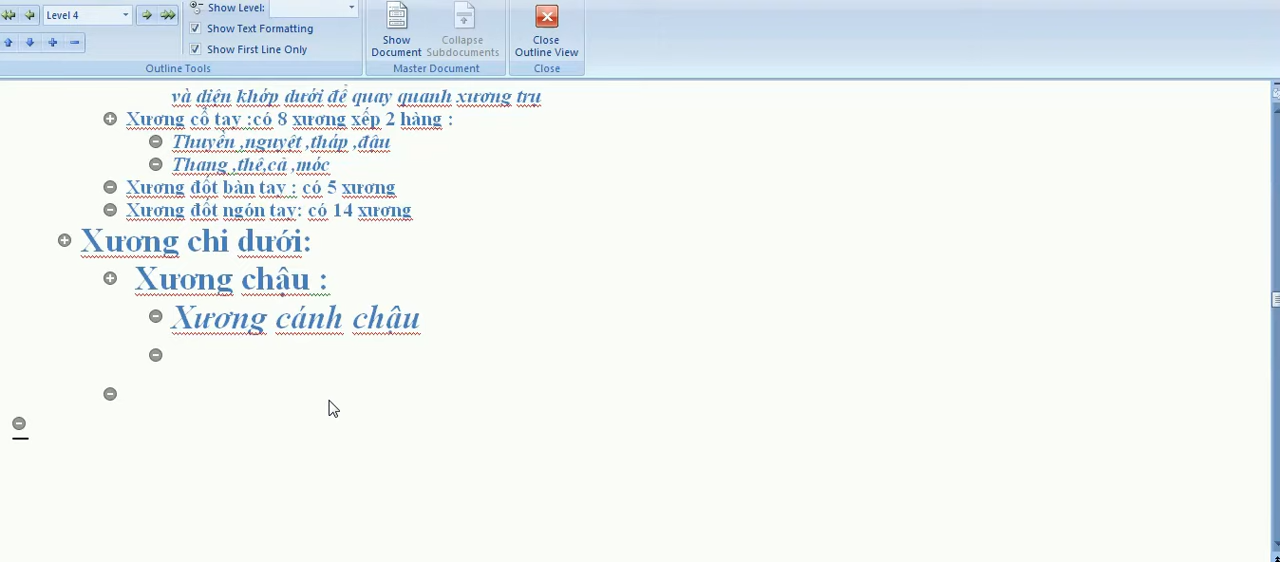 Show Level:
Level 4
Show Text Formatting
Show First Line Only
Show Document
Collapse Subdocuments
Close Outline View
Outline Tools
Master Document
Close
và diện khớp dưới để quay quanh xương trụ
Xương cổ tay :có 8 xương xếp 2 hàng :
Thuyền ,nguyệt ,tháp ,đậu
Thang ,thê,cả ,móc
Xương đốt bàn tay : có 5 xương
Xương đốt ngón tay: có 14 xương
Xương chi dưới:
Xương chậu :
Xương cánh chậu